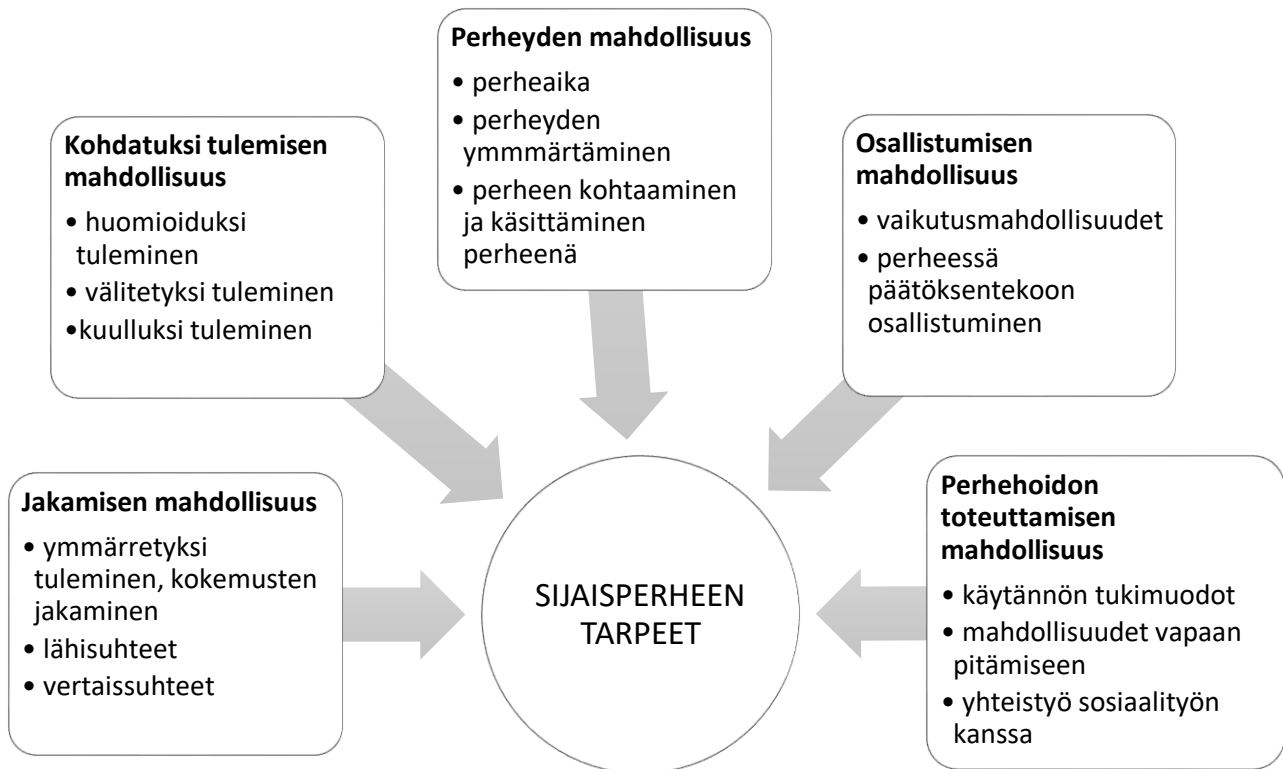 Jakamisen mahdollisuus
• ymmärretyksi
tuleminen, kokemusten
jakaminen
• lähisuhteet
• vertaissuhteet
Kohdatuksi tulemisen
mahdollisuus
• huomioiduksi
tuleminen
• välitetyksi tuleminen
•kuulluksi tuleminen
Perheyden mahdollisuus
• perheaika
• perheyden
ymmmärtäminen
• perheen kohtaaminen
ja käsittäminen
perheenä
Osallistumisen
mahdollisuus
• vaikutusmahdollisuudet
• perheessä
päätöksentekoon
osallistuminen
Perhehoidon
toteuttamisen
mahdollisuus
• käytännön tukimuodot
• mahdollisuudet vapaan
pitämiseen
• yhteistyö sosiaalityön
kanssa
SIJAISPERHEEN
TARPEET